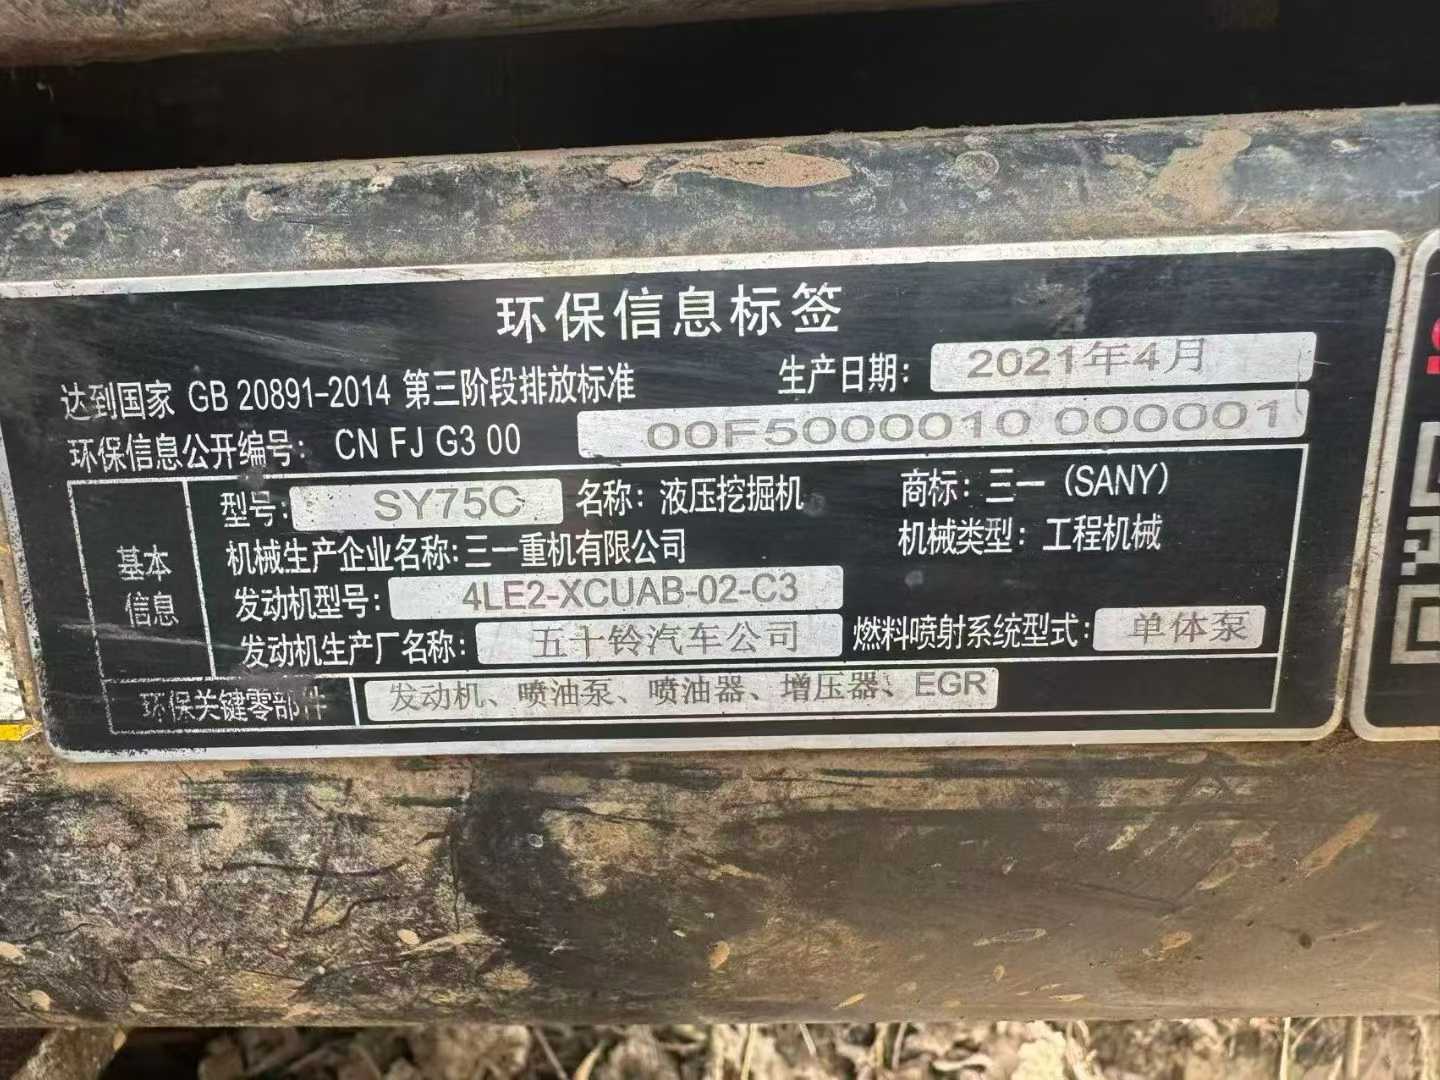 环保信息标签
达到国家 GB 20891-2014 第三阶段排放标准 生产日期: 2021年4月
环保信息公开编号: CN FJ G3 00 00F5000010 000001
基本信息
型号: SY75C 名称: 液压挖掘机 商标: 三一 (SANY)
机械生产企业名称: 三一重机有限公司 机械类型: 工程机械
发动机型号: 4LE2-XCUAB-02-C3
发动机生产厂名称: 五十铃汽车公司 燃料喷射系统型式: 单体泵
环保关键零部件 发动机、喷油泵、喷油器、增压器、EGR